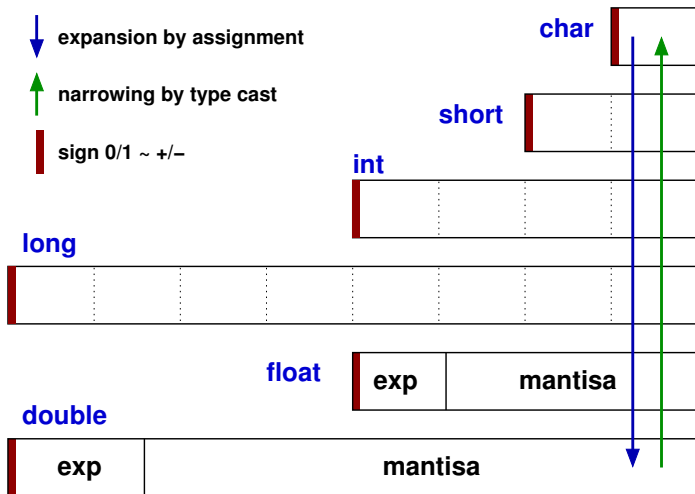 char
expansion by assignment
narrowing by type cast
short
sign 0/1 ~ +/−
int
long
float
exp
mantisa
double
exp
mantisa